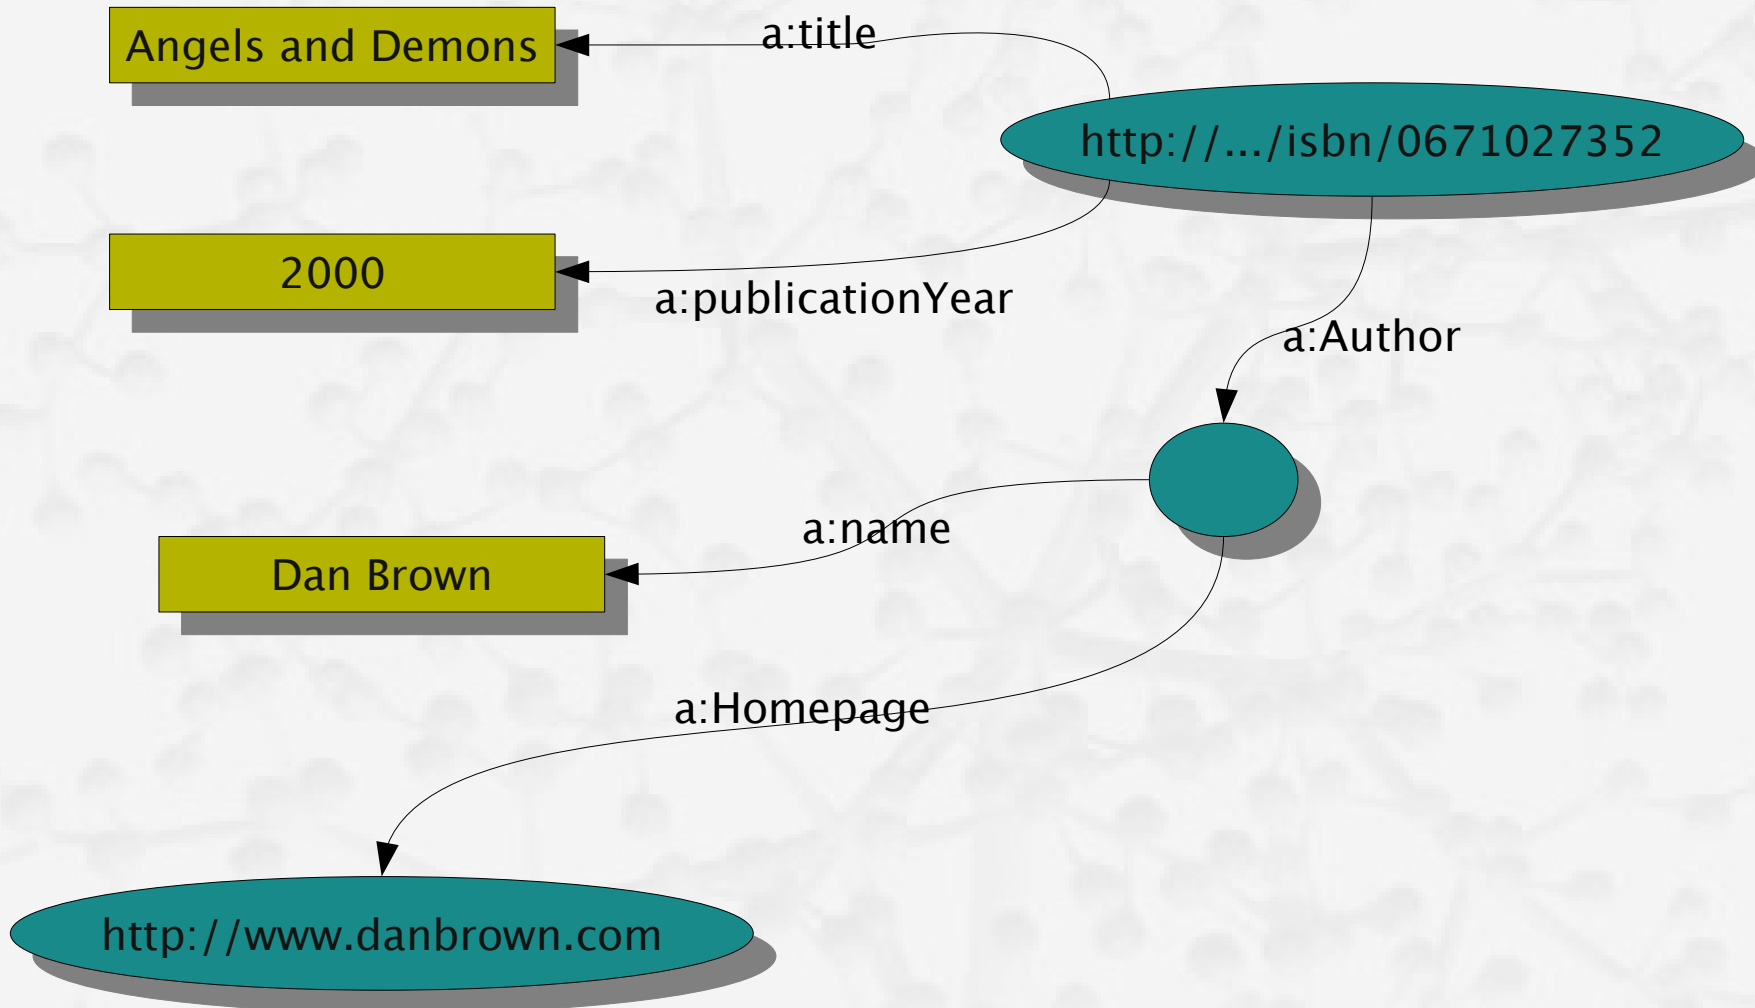 Angels and Demons
a:title
http://.../isbn/0671027352
2000
a:publicationYear
a:Author
a:name
Dan Brown
a:Homepage
http://www.danbrown.com